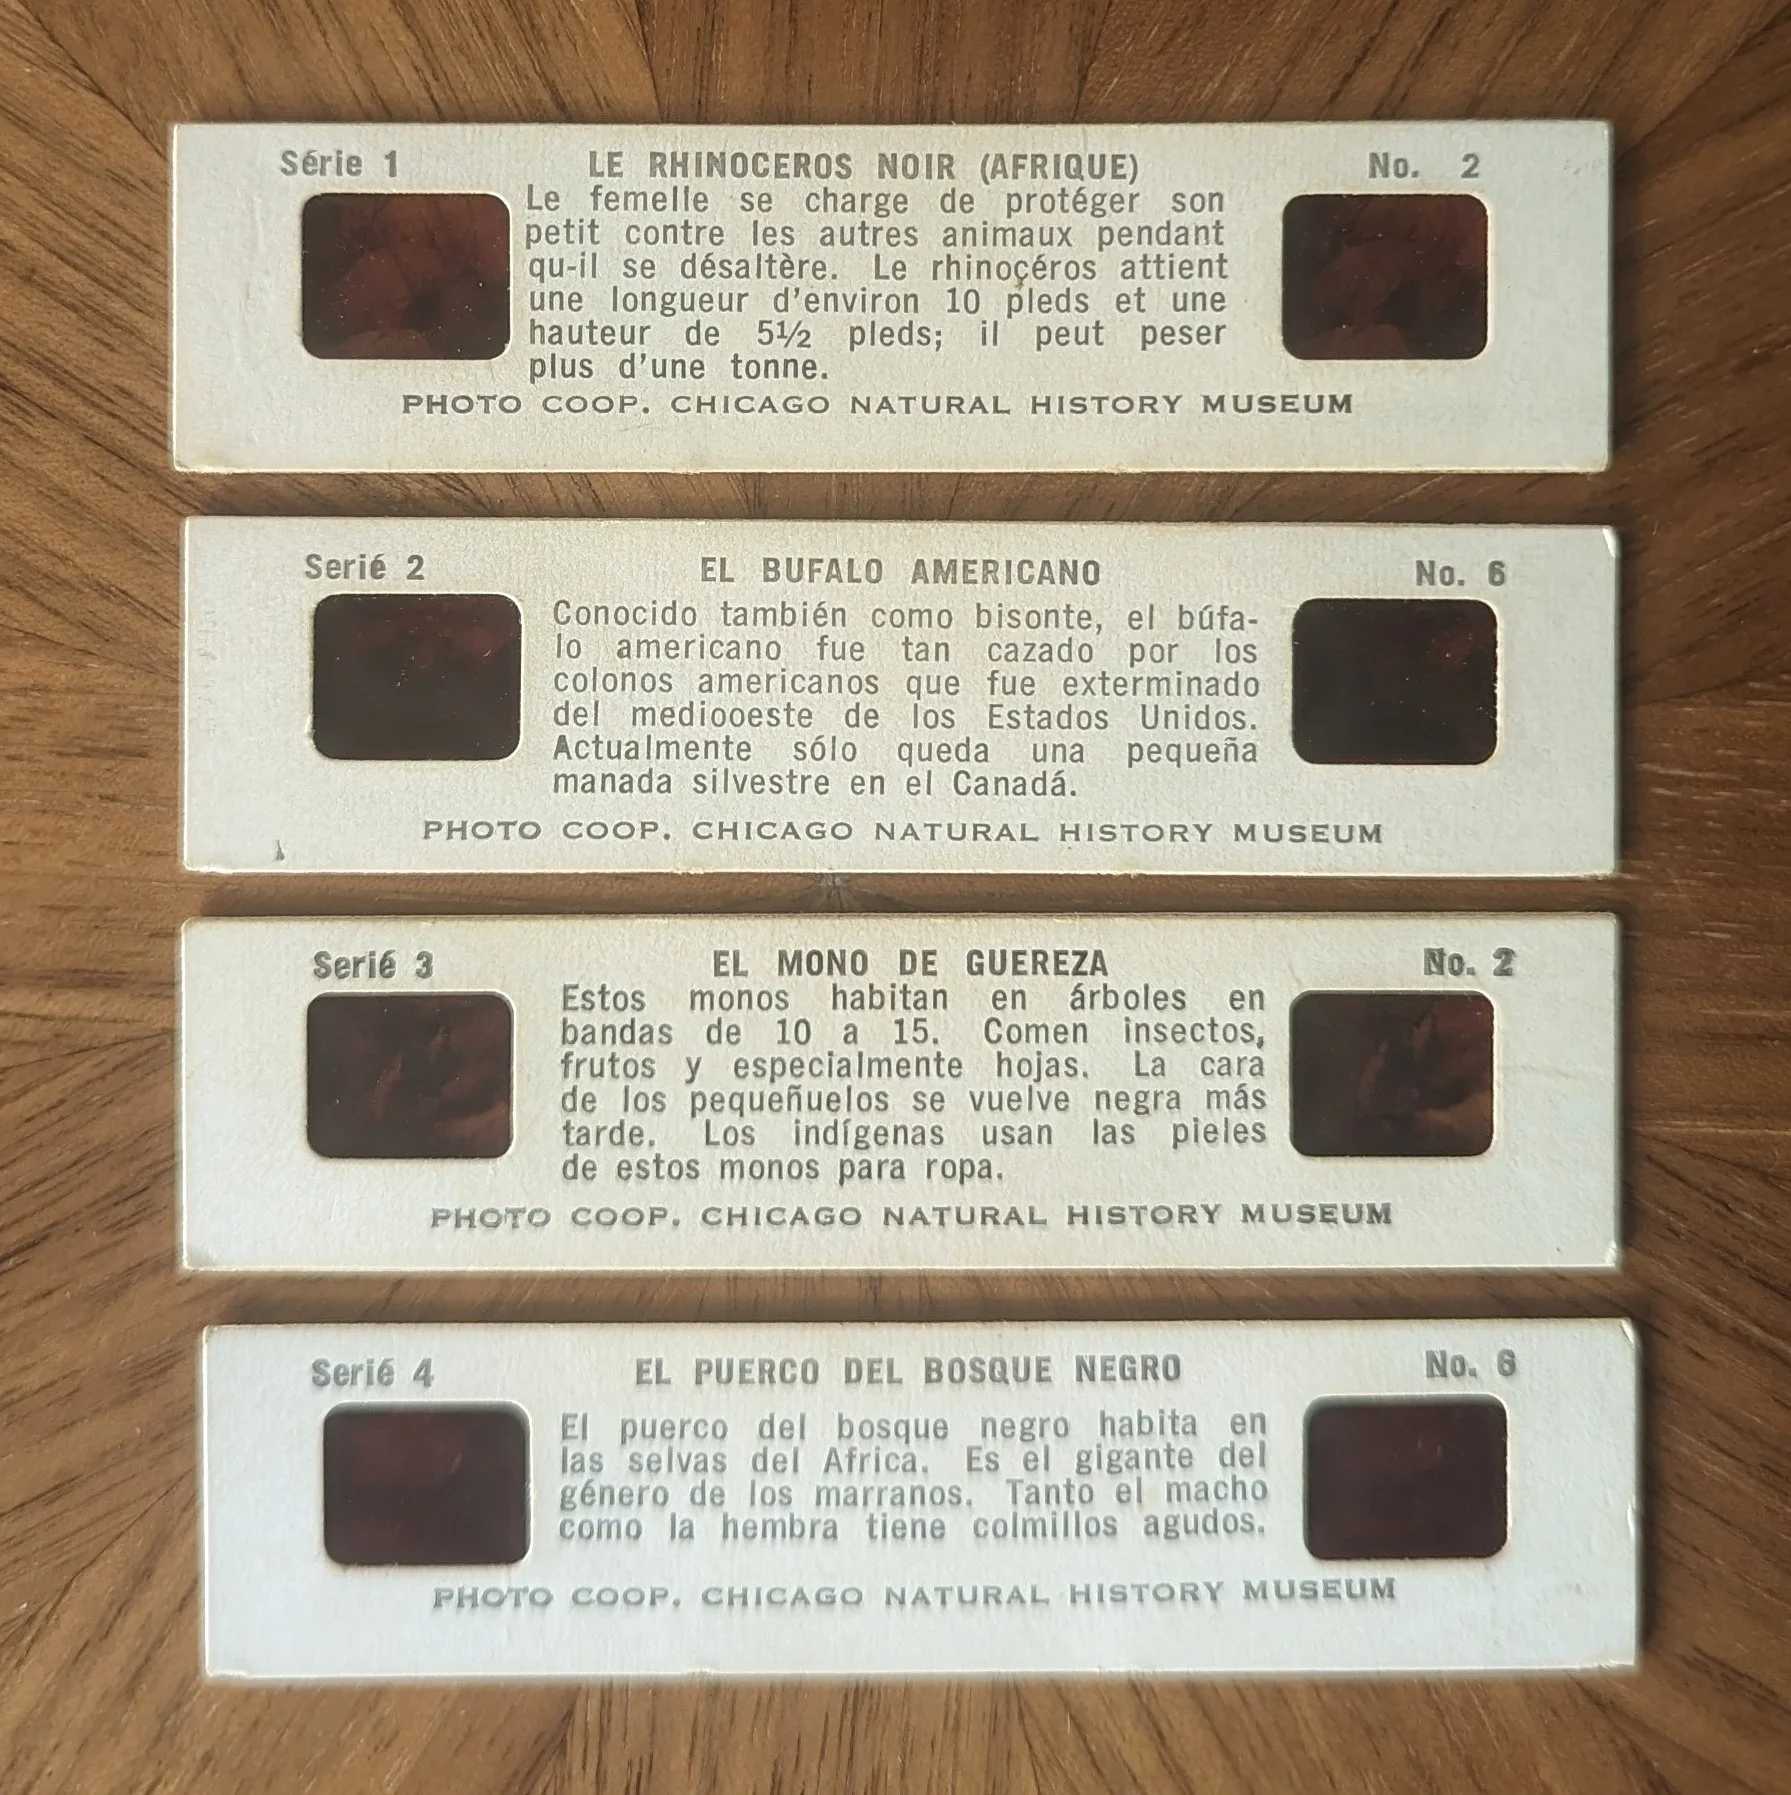 Série 1 LE RHINOCEROS NOIR (AFRIQUE) No. 2
Le femelle se charge de protéger son
petit contre les autres animaux pendant
qu-il se désaltère. Le rhinoçéros attient
une longueur d'environ 10 pleds et une
hauteur de 5½ pleds; il peut peser
plus d'une tonne.
PHOTO COOP. CHICAGO NATURAL HISTORY MUSEUM
Serié 2 EL BUFALO AMERICANO No. 6
Conocido también como bisonte, el búfa-
lo americano fue tan cazado por los
colonos americanos que fue exterminado
del mediooeste de los Estados Unidos.
Actualmente sólo queda una pequeña
manada silvestre en el Canadá.
PHOTO COOP. CHICAGO NATURAL HISTORY MUSEUM
Serié 3 EL MONO DE GUEREZA No. 2
Estos monos habitan en árboles en
bandas de 10 a 15. Comen insectos,
frutos y especialmente hojas. La cara
de los pequeñuelos se vuelve negra más
tarde. Los indígenas usan las pieles
de estos monos para ropa.
PHOTO COOP. CHICAGO NATURAL HISTORY MUSEUM
Serié 4 EL PUERCO DEL BOSQUE NEGRO No. 6
El puerco del bosque negro habita en
las selvas del Africa. Es el gigante del
género de los marranos. Tanto el macho
como la hembra tiene colmillos agudos.
PHOTO COOP. CHICAGO NATURAL HISTORY MUSEUM